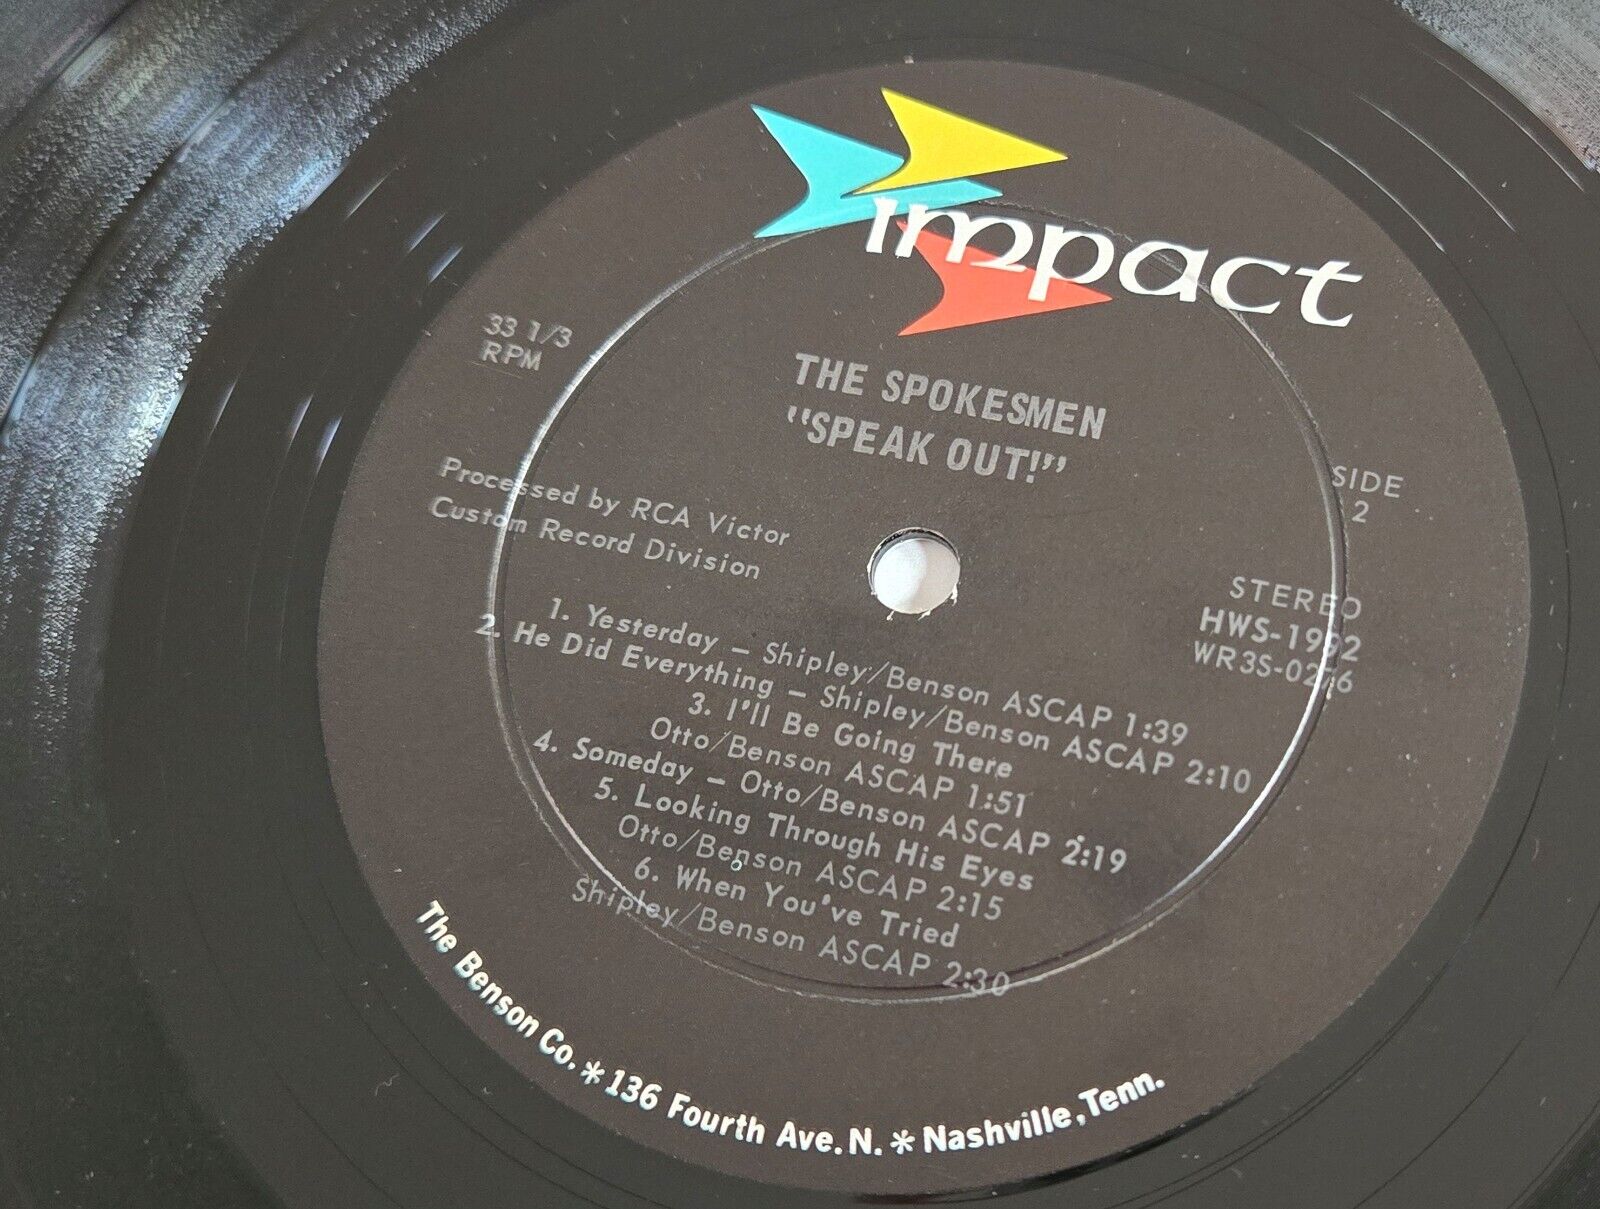 impact
33 1/3
RPM
THE SPOKESMEN
"SPEAK OUT!"
SIDE
2
Processed by RCA Victor
Custom Record Division
STEREO
HWS-1992
WR3S-0276
1. Yesterday – Shipley/Benson ASCAP 1:39
2. He Did Everything – Shipley/Benson ASCAP 2:10
3. I'll Be Going There
Otto/Benson ASCAP 1:51
4. Someday – Otto/Benson ASCAP 2:19
5. Looking Through His Eyes
Otto/Benson ASCAP 2:15
6. When You've Tried
Shipley/Benson ASCAP 2:30
The Benson Co. * 136 Fourth Ave. N. * Nashville, Tenn.